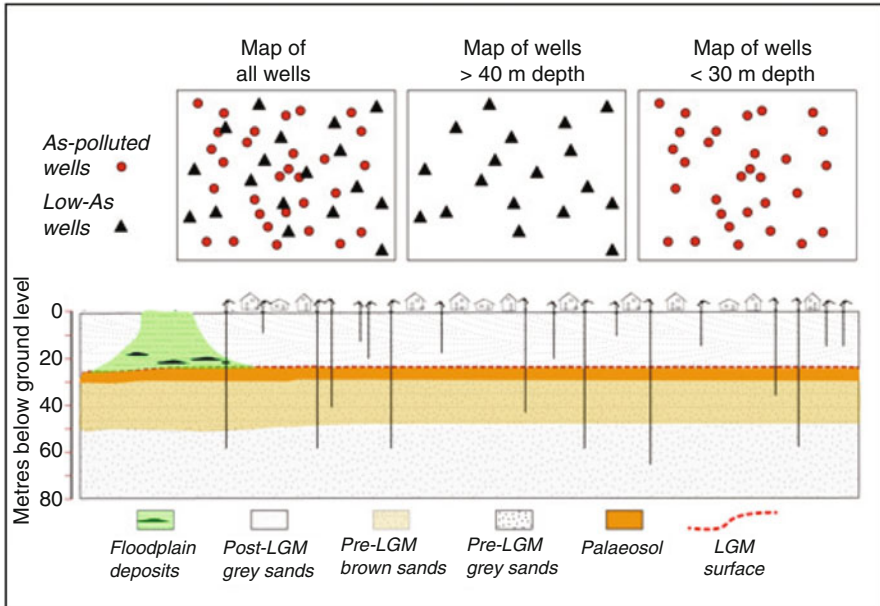 Map of
all wells
Map of wells
> 40 m depth
Map of wells
< 30 m depth
As-polluted
wells
Low-As
wells
Metres below ground level
0
20
40
60
80
Floodplain
deposits
Post-LGM
grey sands
Pre-LGM
brown sands
Pre-LGM
grey sands
Palaeosol
LGM
surface